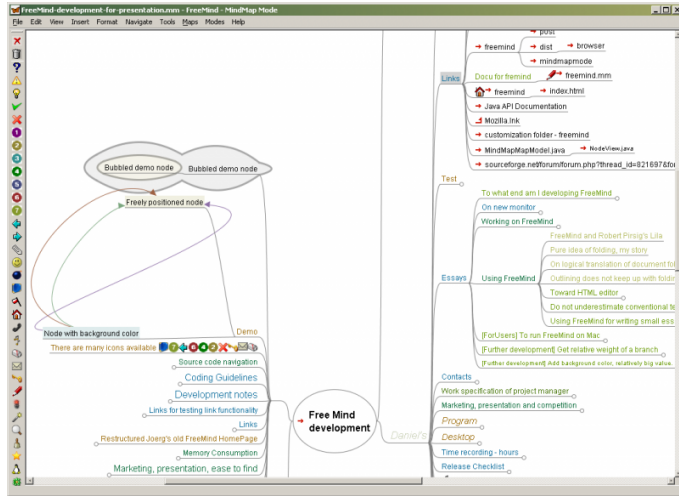 FreeMind-development-for-presentation.mm - FreeMind - MindMap Mode
File Edit View Insert Format Navigate Tools Maps Modes Help
post
freemind
dist
browser
mindmapmode
Links
Docu for fremind
freemind.mm
freemind
index.html
Java API Documentation
Mozilla.lnk
customization folder - freemind
MindMapMapModel.java
NodeView.java
sourceforge.net/forum/forum.php?thread_id=821697&for
Bubbled demo node
Bubbled demo node
Test
Freely positioned node
To what end am I developing FreeMind
On new monitor
Working on FreeMind
FreeMind and Robert Pirsig's Lila
Pure idea of folding, my story
On logical translation of document fol
Essays
Using FreeMind
Outlining does not keep up with foldin
Toward HTML editor
Do not underestimate conventional te
Using FreeMind for writing small ess
Node with background color
Demo
[ForUsers] To run FreeMind on Mac
There are many icons available
[Further development] Get relative weight of a branch
Source code navigation
[Further development] Add background color, relatively big value.
Coding Guidelines
Contacts
Development notes
Work specification of project manager
Links for testing link functionality
Marketing, presentation and competition
Free Mind
development
Links
Program
Daniel's
Restructured Joerg's old FreeMind HomePage
Desktop
Memory Consumption
Time recording - hours
Marketing, presentation, ease to find
Release Checklist